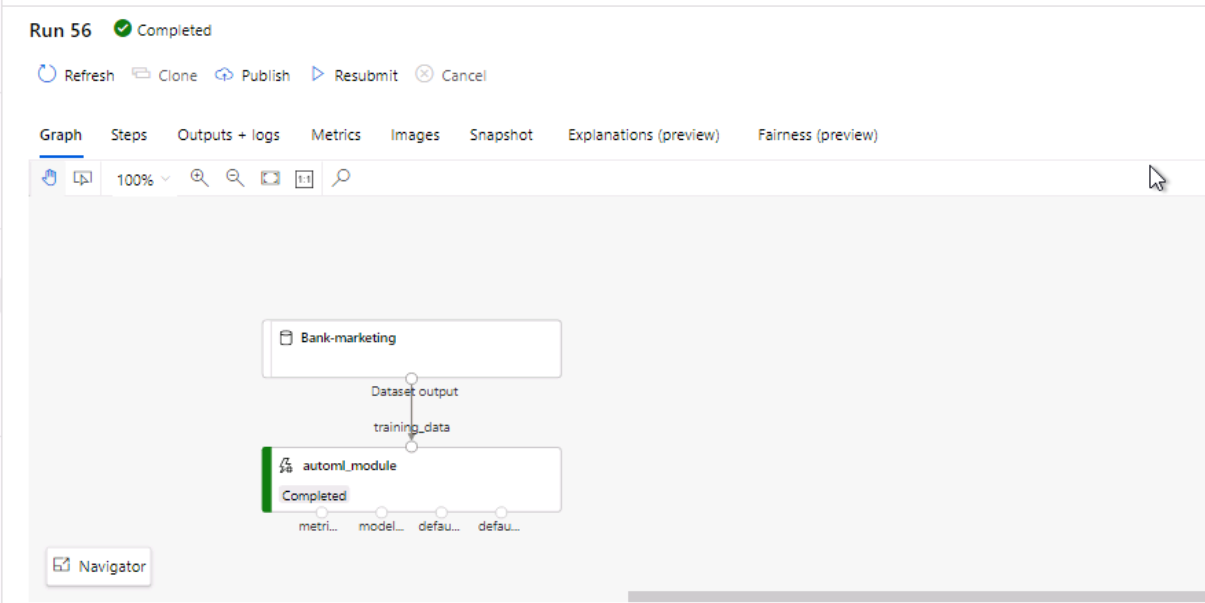 Run 56 Completed
Refresh Clone Publish Resubmit Cancel
Graph Steps Outputs + logs Metrics Images Snapshot Explanations (preview) Fairness (preview)
100% 1:1
Bank-marketing
Dataset output
training_data
automl_module
Completed
metri... model... defau... defau...
Navigator